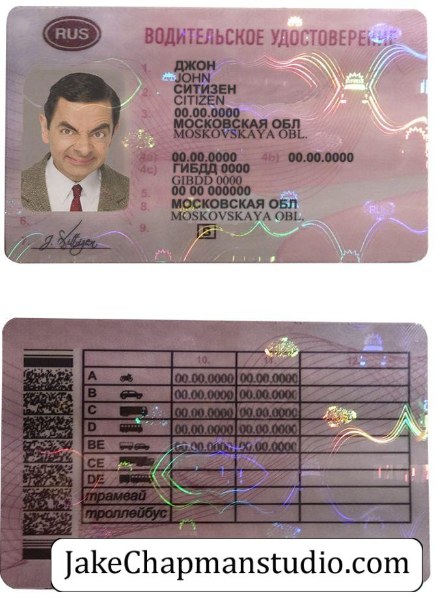 RUS
ВОДИТЕЛЬСКОЕ УДОСТОВЕРЕНИЕ
1. ДЖОН
JOHN
2. СИТИЗЕН
CITIZEN
3. 00.00.0000
МОСКОВСКАЯ ОБЛ
MOSKOVSKAYA OBL.
4a) 00.00.0000 4b) 00.00.0000
4c) ГИБДД 0000
GIBDD 0000
5. 00 00 000000
8. МОСКОВСКАЯ ОБЛ
MOSKOVSKAYA OBL.
RUS
6.
9. B
10. 11.
A 00.00.0000 00.00.0000
B 00.00.0000 00.00.0000
C 00.00.0000 00.00.0000
D 00.00.0000 00.00.0000
BE 00.00.0000 00.00.0000
CE
DE
трамвай
троллейбус
JakeChapmanstudio.com